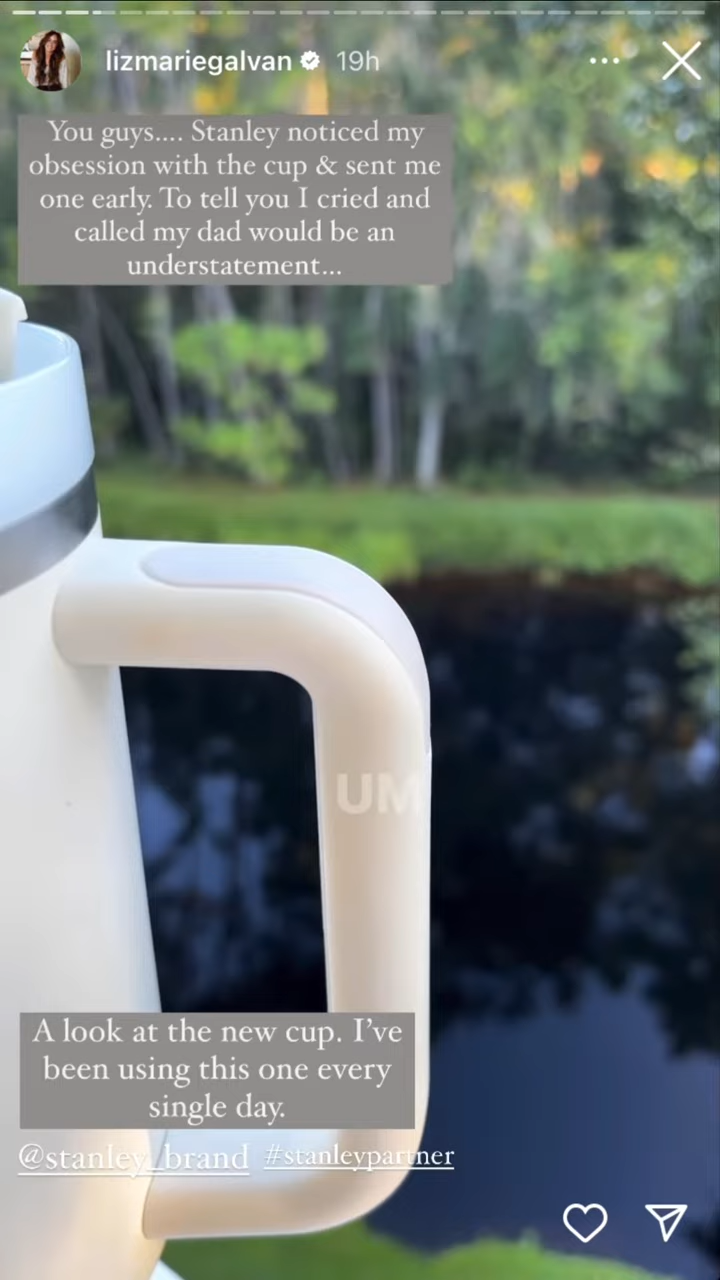 lizmariegalvan 19h
You guys.... Stanley noticed my
obsession with the cup & sent me
one early. To tell you I cried and
called my dad would be an
understatement...
UM
A look at the new cup. I've
been using this one every
single day.
@stanley_brand #stanleypartner